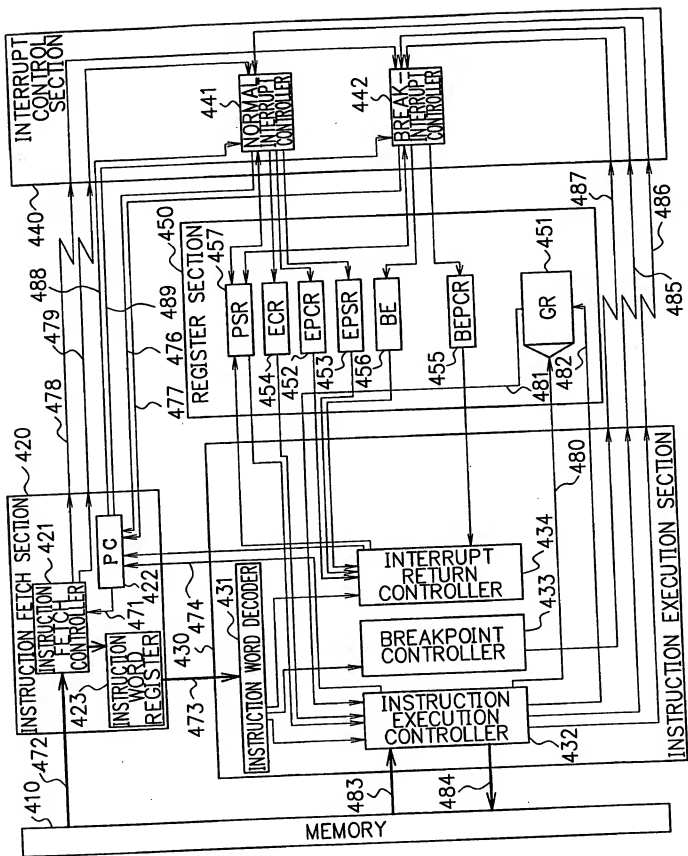 INTERRUPT
CONTROL
SECTION
440
441
NORMAL-
INTERRUPT
CONTROLLER
442
BREAK-
INTERRUPT
CONTROLLER
478
479
488
489
476
477
487
486
485
450
REGISTER SECTION
457
PSR
454
ECR
452
EPCR
453
EPSR
456
BE
455
BEPCR
451
GR
481
482
480
420
INSTRUCTION FETCH SECTION
421
INSTRUCTION
FETCH
CONTROLLER
PC
422
471
423
INSTRUCTION
WORD
REGISTER
472
474
430
473
431
INSTRUCTION WORD DECODER
434
INTERRUPT
RETURN
CONTROLLER
433
BREAKPOINT
CONTROLLER
INSTRUCTION
EXECUTION
CONTROLLER
432
INSTRUCTION EXECUTION SECTION
483
484
410
MEMORY